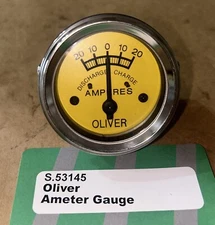 20 10 0 10 20
DISCHARGE CHARGE
AMPERES
OLIVER
S.53145
Oliver
Ameter Gauge